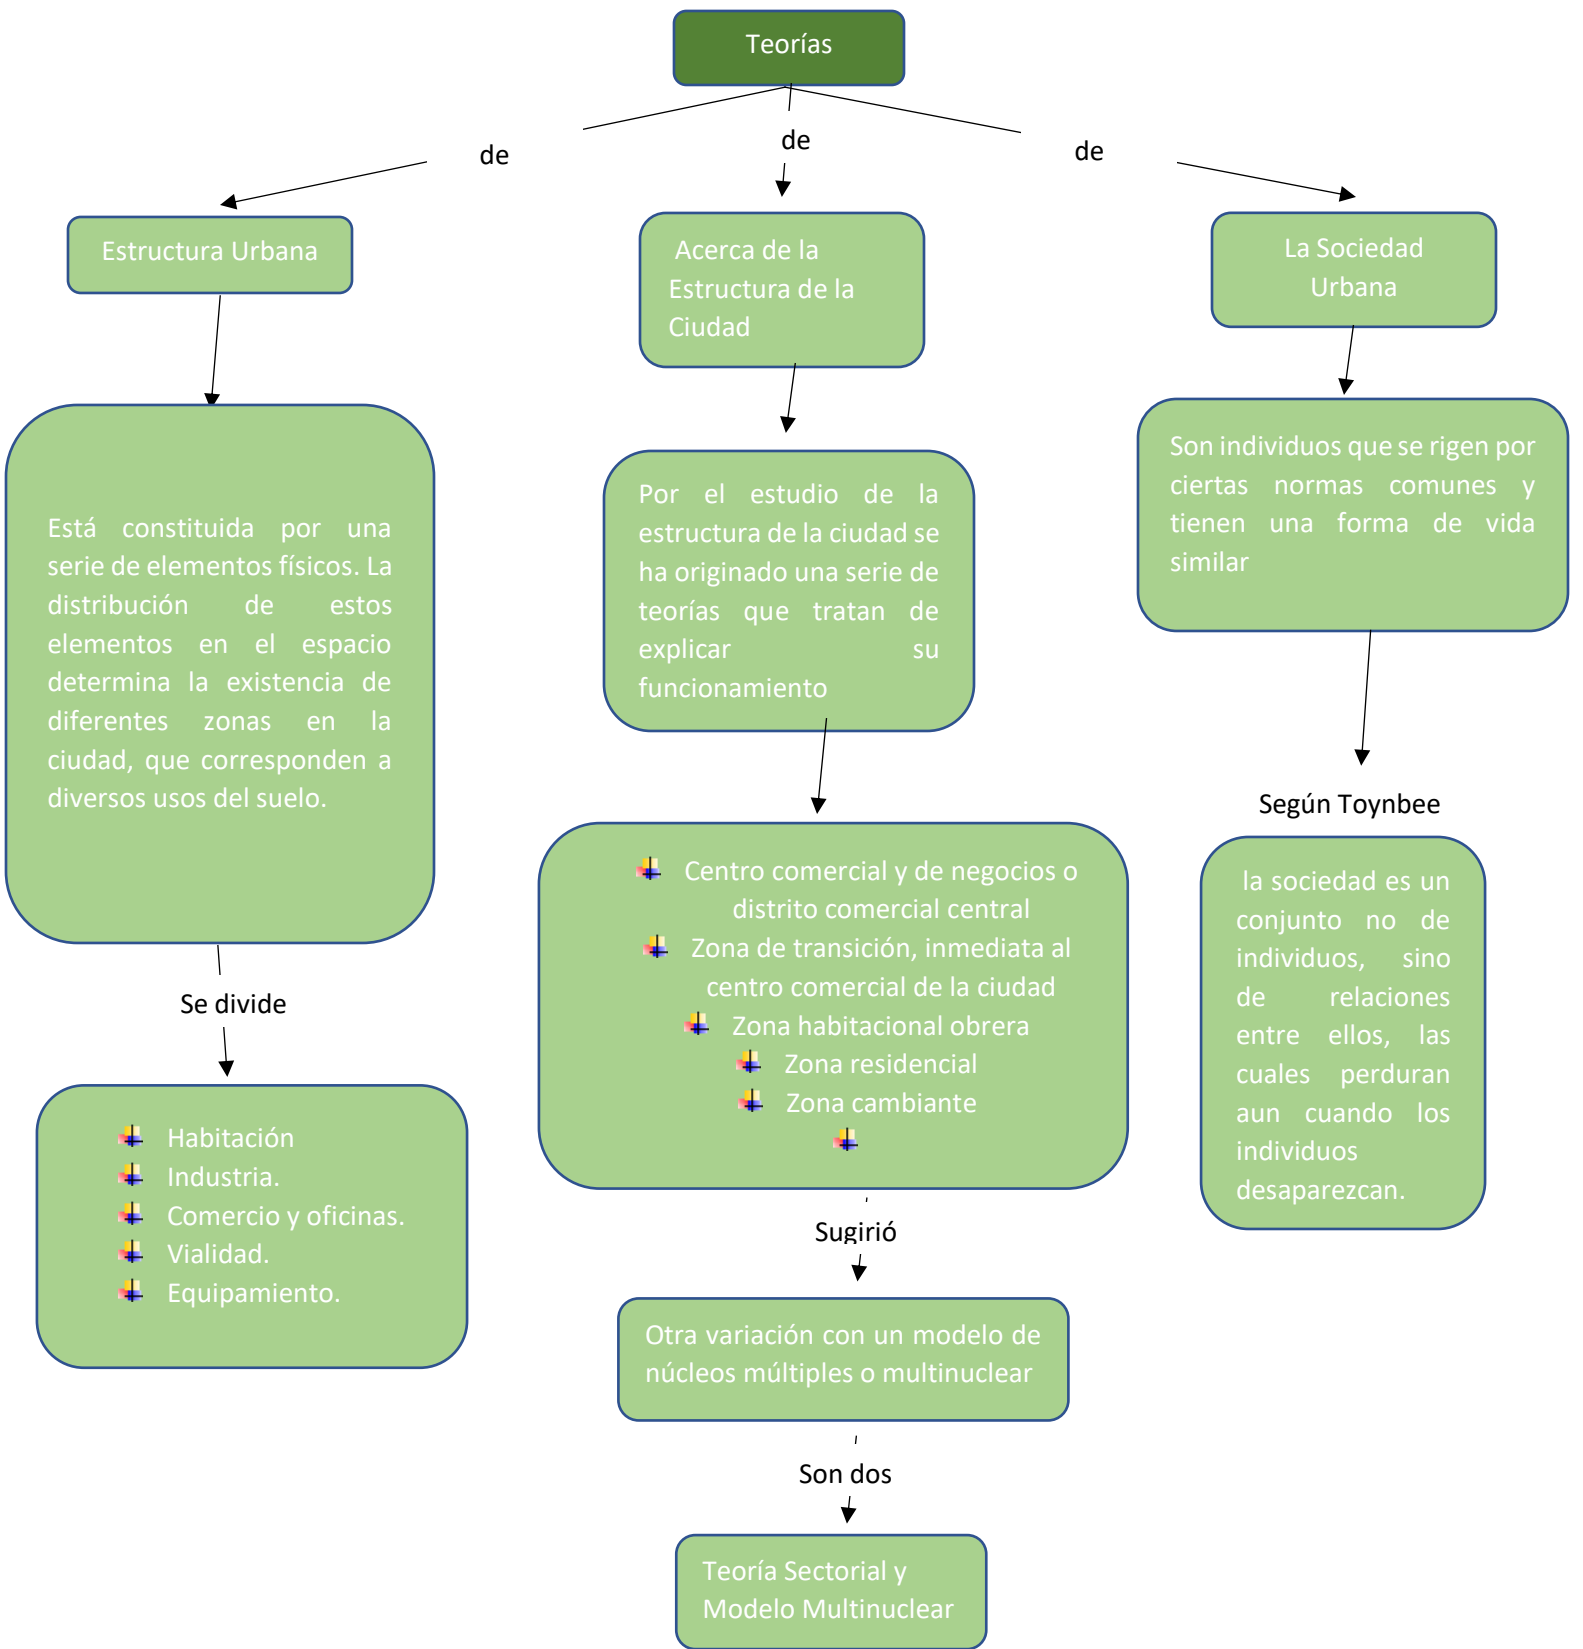 Teorías
de
de
de
Estructura Urbana
Acerca de la
Estructura de la
Ciudad
La Sociedad
Urbana
Está constituida por una
serie de elementos físicos. La
distribución de estos
elementos en el espacio
determina la existencia de
diferentes zonas en la
ciudad, que corresponden a
diversos usos del suelo.
Se divide
Habitación
Industria.
Comercio y oficinas.
Vialidad.
Equipamiento.
Por el estudio de la
estructura de la ciudad se
ha originado una serie de
teorías que tratan de
explicar su
funcionamiento
Centro comercial y de negocios o
distrito comercial central
Zona de transición, inmediata al
centro comercial de la ciudad
Zona habitacional obrera
Zona residencial
Zona cambiante
Sugirió
Otra variación con un modelo de
núcleos múltiples o multinuclear
Son dos
Teoría Sectorial y
Modelo Multinuclear
Son individuos que se rigen por
ciertas normas comunes y
tienen una forma de vida
similar
Según Toynbee
la sociedad es un
conjunto no de
individuos, sino
de relaciones
entre ellos, las
cuales perduran
aun cuando los
individuos
desaparezcan.